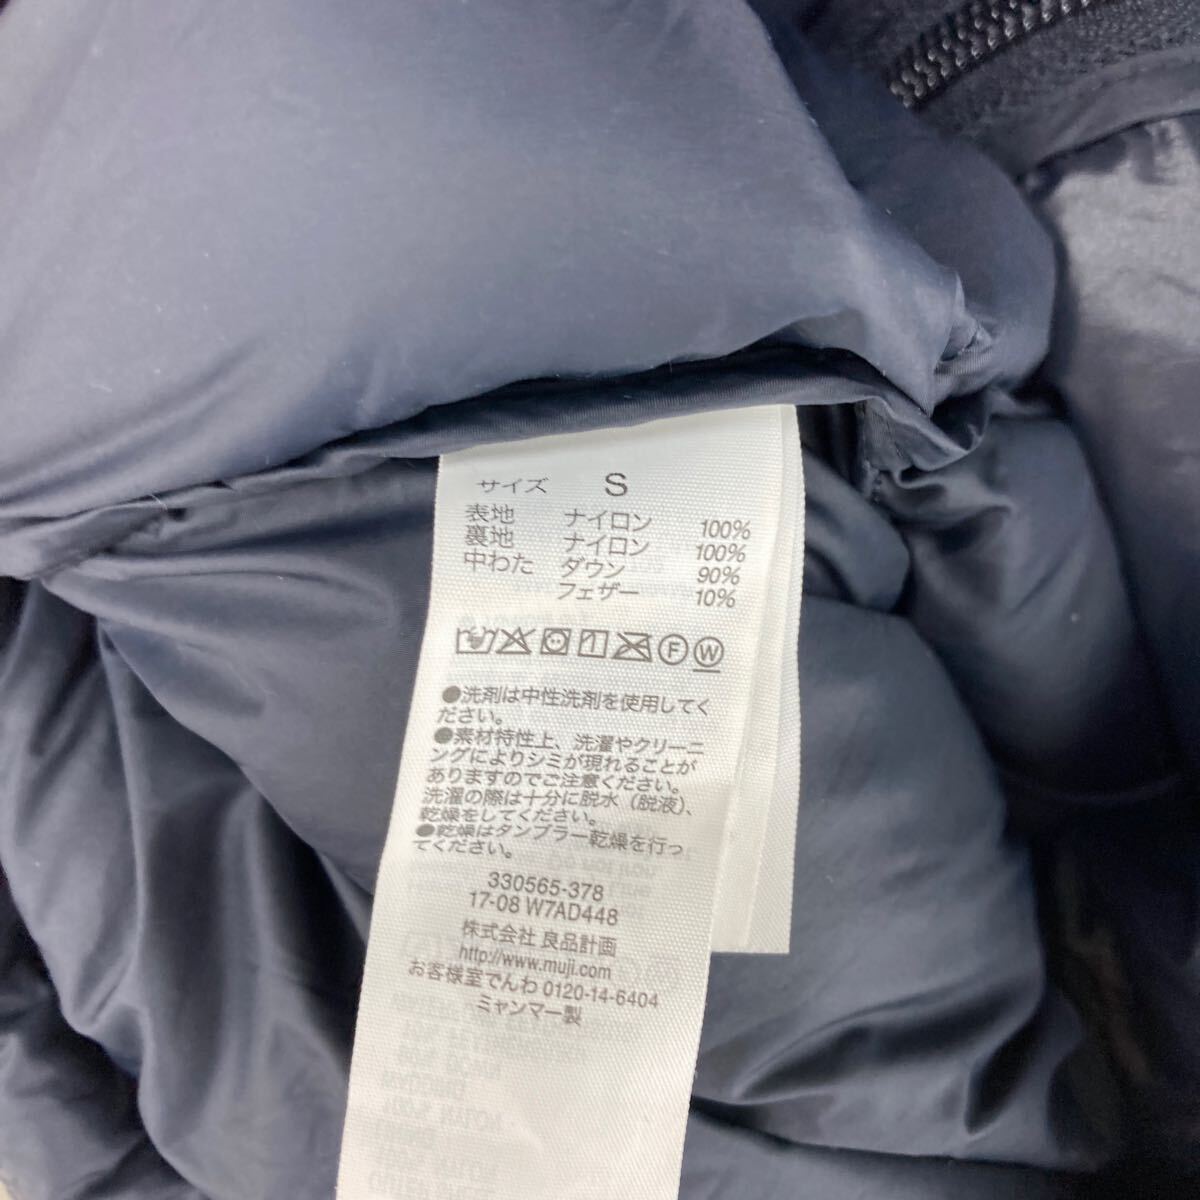 サイズ S
表地 ナイロン 100%
裏地 ナイロン 100%
中わた ダウン 90%
フェザー 10%
F W
●洗剤は中性洗剤を使用してく
ださい。
●素材特性上、洗濯やクリーニ
ングによりシミが現れることが
ありますのでご注意ください。
洗濯の際は十分に脱水（脱液）、
乾燥をしてください。
●乾燥はタンブラー乾燥を行っ
てください。
330565-378
17-08 W7AD448
株式会社 良品計画
http://www.muji.com
お客様室でんわ 0120-14-6404
ミャンマー製